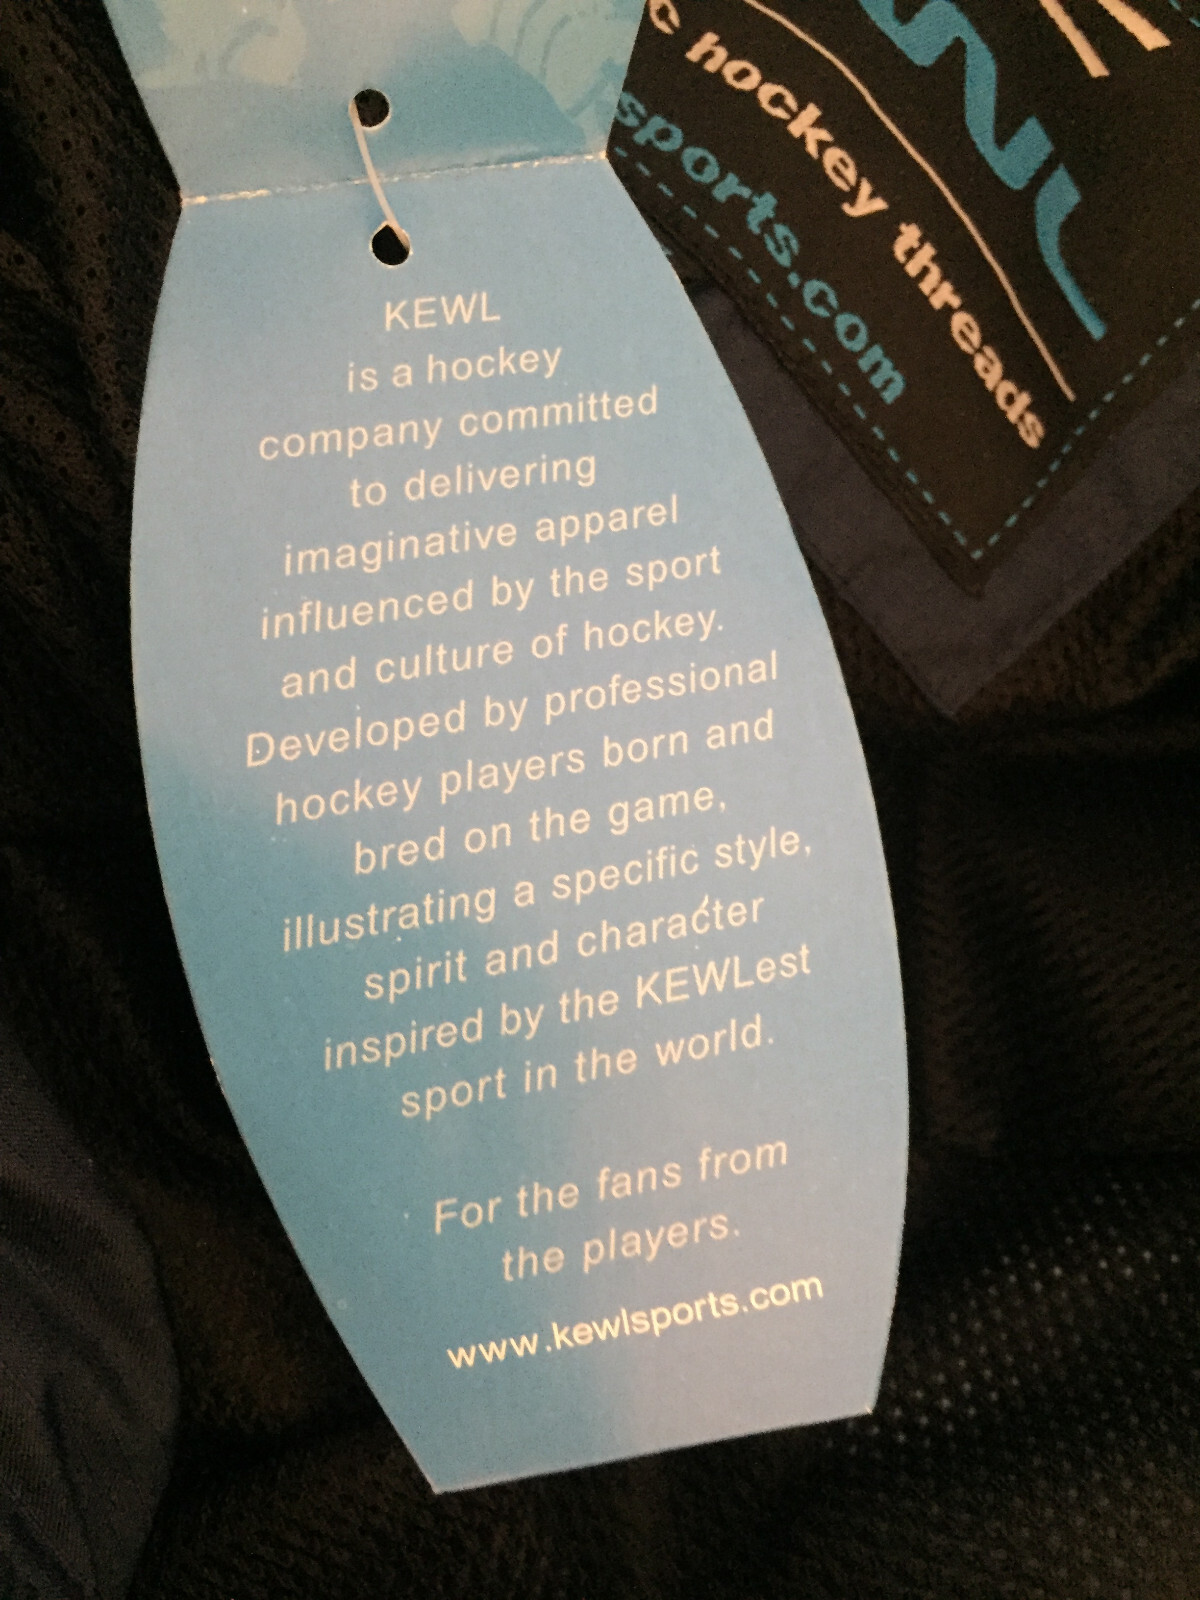 KEWL
is a hockey
company committed
to delivering
imaginative apparel
influenced by the sport
and culture of hockey.
Developed by professional
hockey players born and
bred on the game,
illustrating a specific style,
spirit and character
inspired by the KEWLest
sport in the world.
For the fans from
the players.
www.kewlsports.com
hockey threads
sports.com